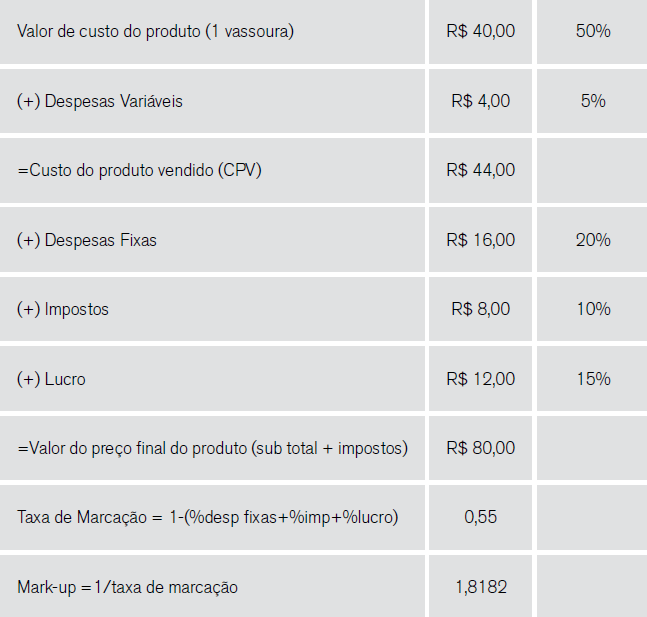 Valor de custo do produto (1 vassoura) R$ 40,00 50%
(+) Despesas Variáveis R$ 4,00 5%
=Custo do produto vendido (CPV) R$ 44,00
(+) Despesas Fixas R$ 16,00 20%
(+) Impostos R$ 8,00 10%
(+) Lucro R$ 12,00 15%
=Valor do preço final do produto (sub total + impostos) R$ 80,00
Taxa de Marcação = 1-(%desp fixas+%imp+%lucro) 0,55
Mark-up =1/taxa de marcação 1,8182